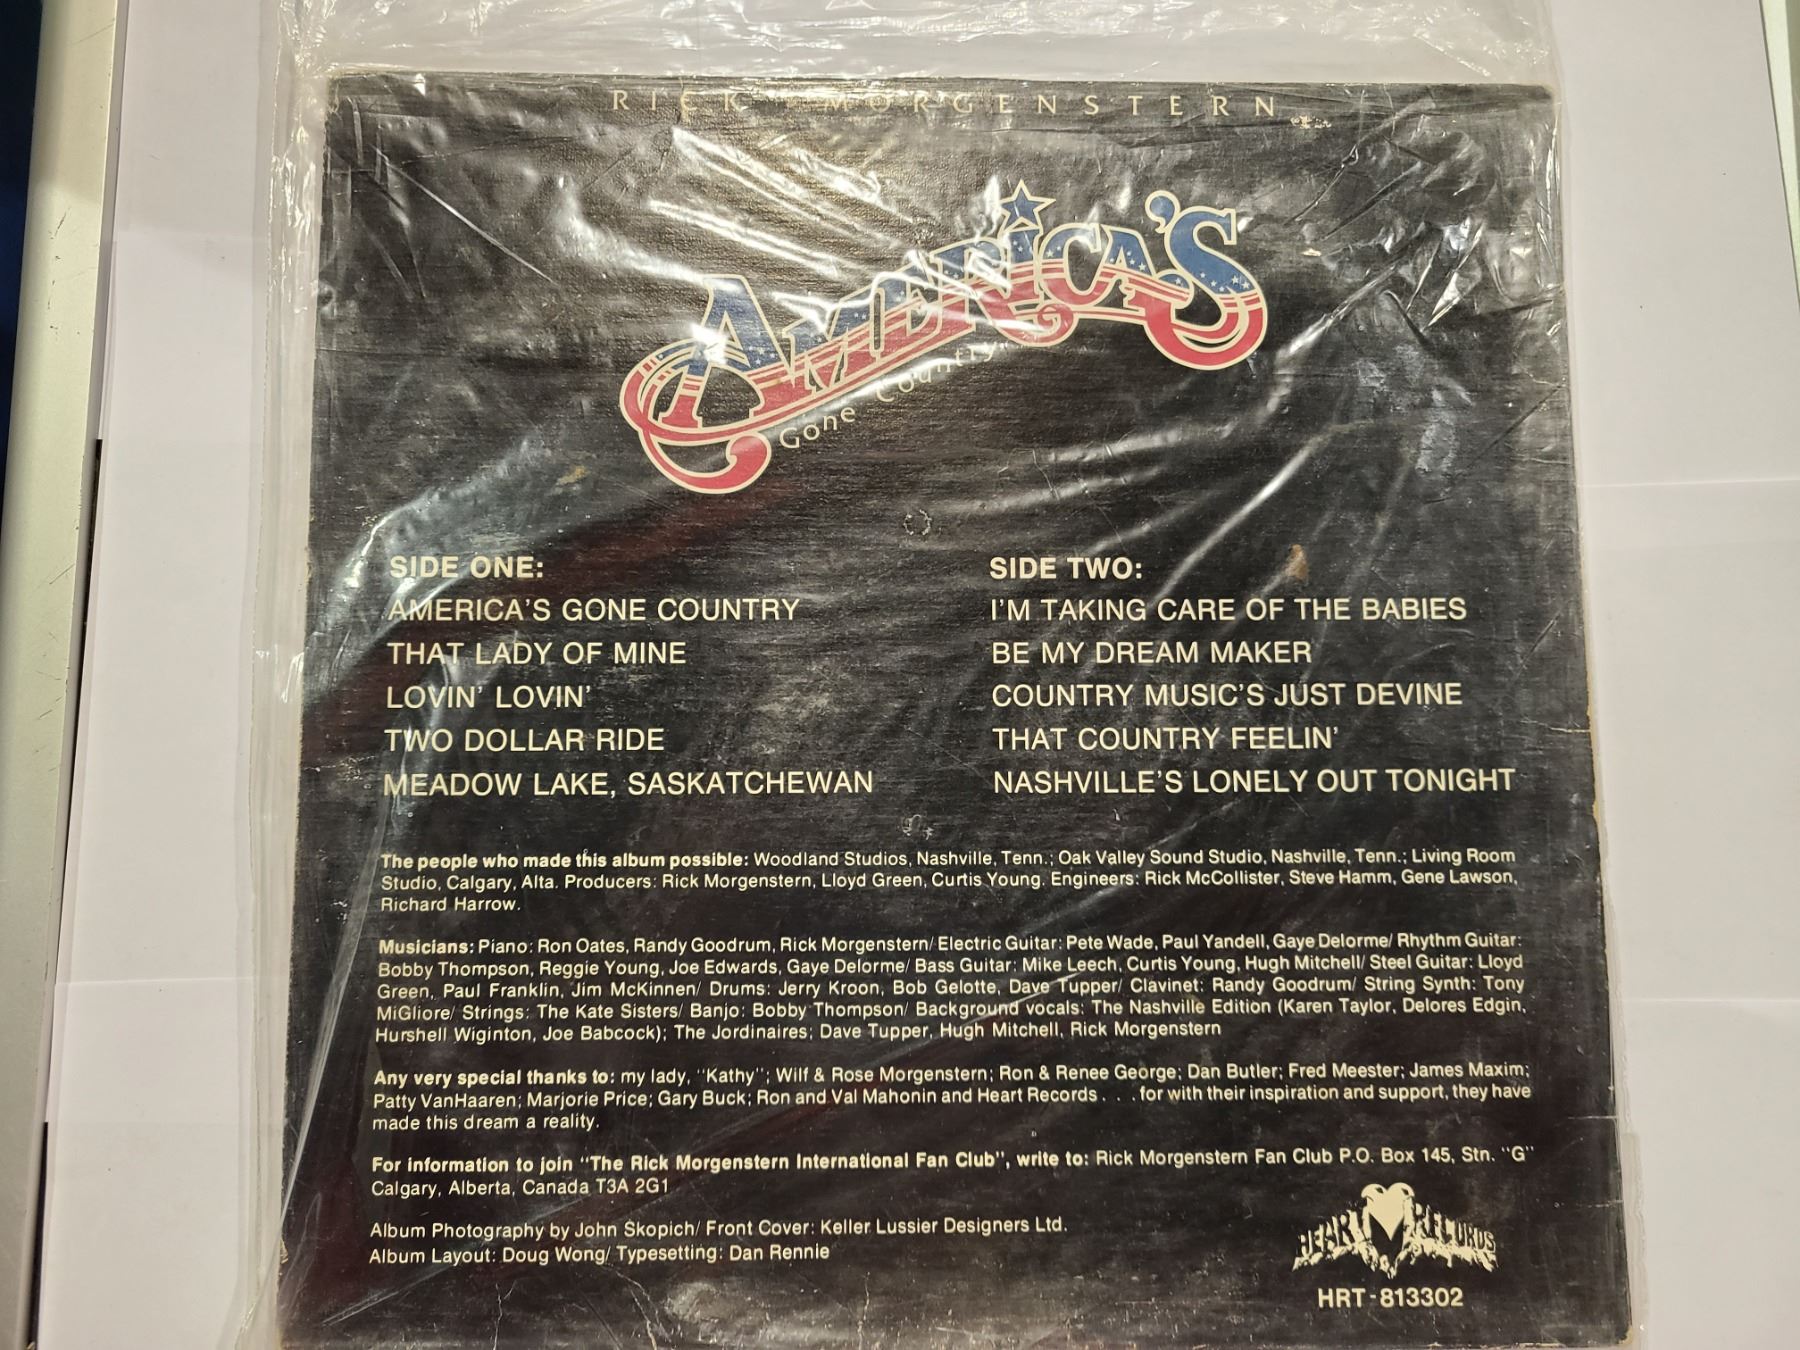 RICK MORGENSTERN
AMERICA'S
Gone Country
SIDE ONE:
AMERICA'S GONE COUNTRY
THAT LADY OF MINE
LOVIN' LOVIN'
TWO DOLLAR RIDE
MEADOW LAKE, SASKATCHEWAN
SIDE TWO:
I'M TAKING CARE OF THE BABIES
BE MY DREAM MAKER
COUNTRY MUSIC'S JUST DEVINE
THAT COUNTRY FEELIN'
NASHVILLE'S LONELY OUT TONIGHT
The people who made this album possible: Woodland Studios, Nashville, Tenn.; Oak Valley Sound Studio, Nashville, Tenn.; Living Room
Studio, Calgary, Alta. Producers: Rick Morgenstern, Lloyd Green, Curtis Young. Engineers: Rick McCollister, Steve Hamm, Gene Lawson,
Richard Harrow.
Musicians: Piano: Ron Oates, Randy Goodrum, Rick Morgenstern/ Electric Guitar: Pete Wade, Paul Yandell, Gaye Delorme/ Rhythm Guitar:
Bobby Thompson, Reggie Young, Joe Edwards, Gaye Delorme/ Bass Guitar: Mike Leech, Curtis Young, Hugh Mitchell/ Steel Guitar: Lloyd
Green, Paul Franklin, Jim McKinnen/ Drums: Jerry Kroon, Bob Gelotte, Dave Tupper/ Clavinet: Randy Goodrum/ String Synth: Tony
MiGliore/ Strings: The Kate Sisters/ Banjo: Bobby Thompson/ Background vocals: The Nashville Edition (Karen Taylor, Delores Edgin,
Hurshell Wiginton, Joe Babcock); The Jordinaires; Dave Tupper, Hugh Mitchell, Rick Morgenstern
Any very special thanks to: my lady, "Kathy"; Wilf & Rose Morgenstern; Ron & Renee George; Dan Butler; Fred Meester; James Maxim;
Patty VanHaaren; Marjorie Price; Gary Buck; Ron and Val Mahonin and Heart Records . . . for with their inspiration and support, they have
made this dream a reality.
For information to join "The Rick Morgenstern International Fan Club", write to: Rick Morgenstern Fan Club P.O. Box 145, Stn. "G"
Calgary, Alberta, Canada T3A 2G1
Album Photography by John Skopich/ Front Cover: Keller Lussier Designers Ltd.
Album Layout: Doug Wong/ Typesetting: Dan Rennie
HEART RECORDS
HRT-813302